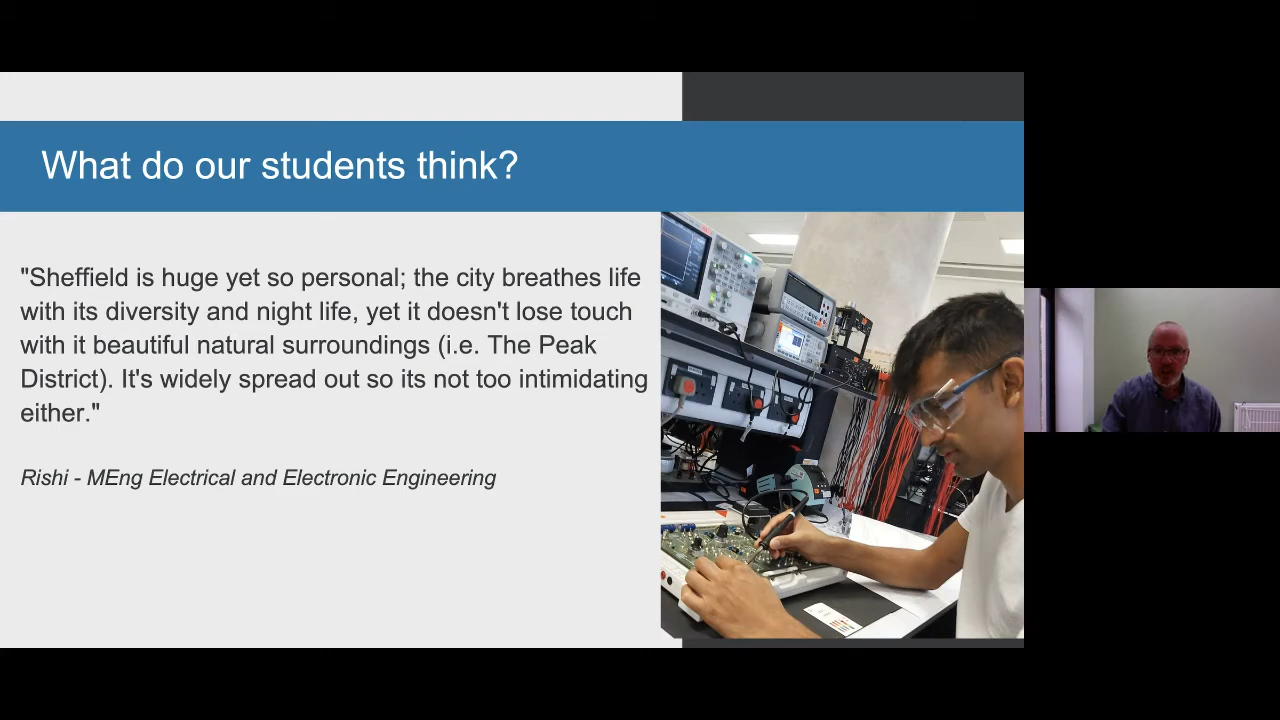 What do our students think?
"Sheffield is huge yet so personal; the city breathes life
with its diversity and night life, yet it doesn't lose touch
with it beautiful natural surroundings (i.e. The Peak
District). It's widely spread out so its not too intimidating
either."
Rishi - MEng Electrical and Electronic Engineering